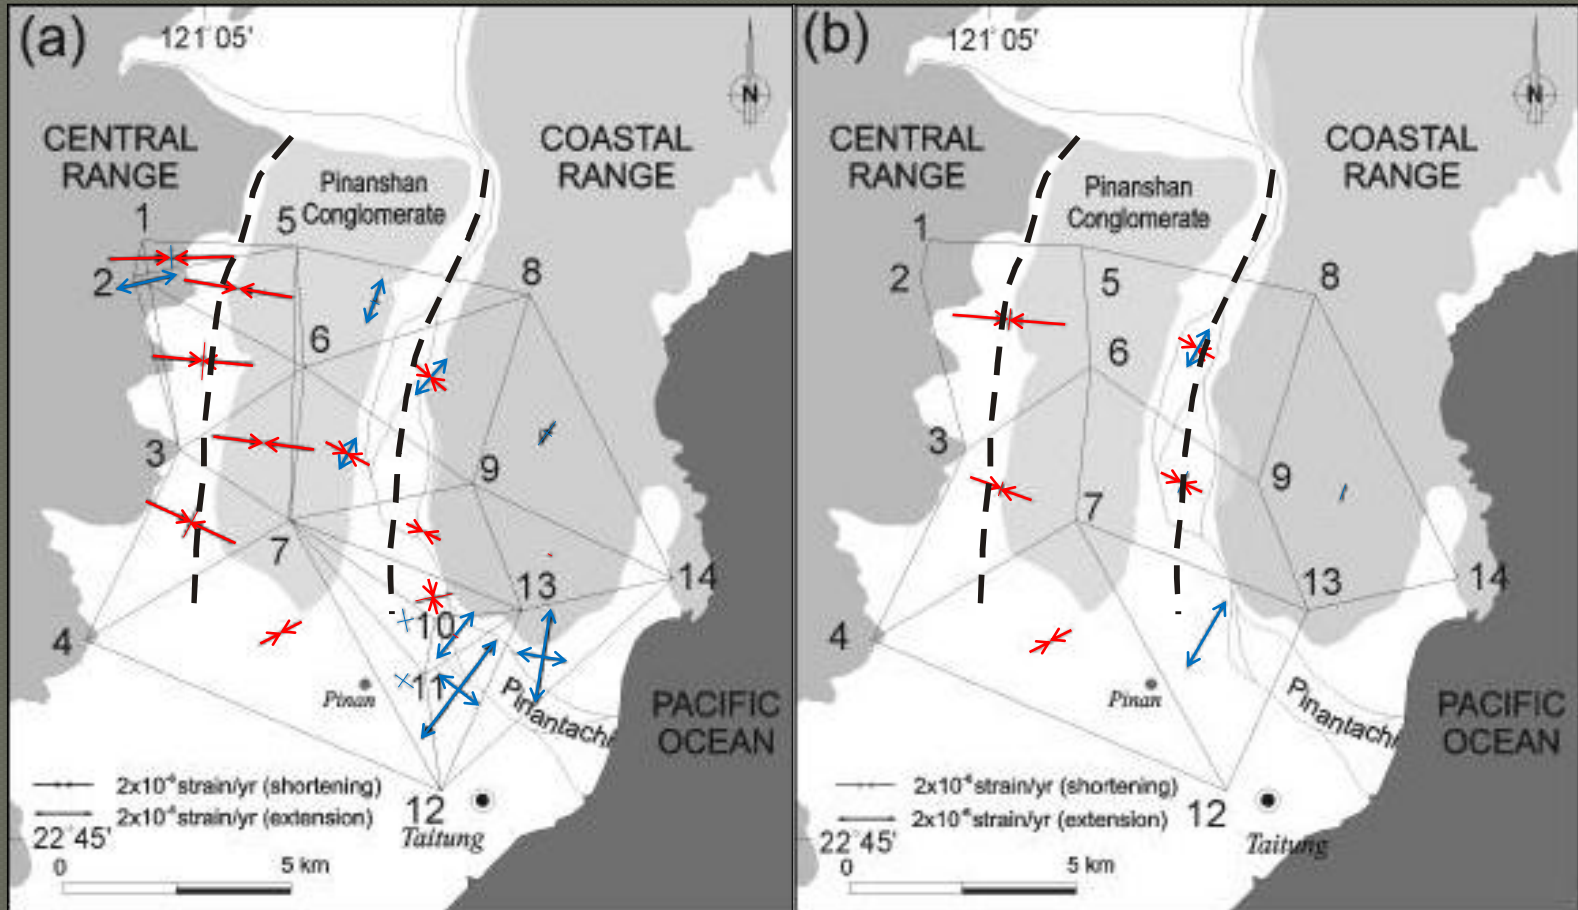 (a)
121°05'
N
CENTRAL
RANGE
COASTAL
RANGE
Pinanshan
Conglomerate
1
5
2
8
6
3
9
7
13
14
10
4
11
Pinan
Pinantachi
PACIFIC
OCEAN
2x10⁻⁶strain/yr (shortening)
2x10⁻⁶strain/yr (extension)
12
Taitung
22°45'
0
5 km
(b)
121°05'
N
CENTRAL
RANGE
COASTAL
RANGE
Pinanshan
Conglomerate
1
2
5
8
6
3
9
7
13
14
4
Pinan
Pinantachi
PACIFIC
OCEAN
2x10⁻⁶strain/yr (shortening)
2x10⁻⁶strain/yr (extension)
12
22°45'
Taitung
0
5 km